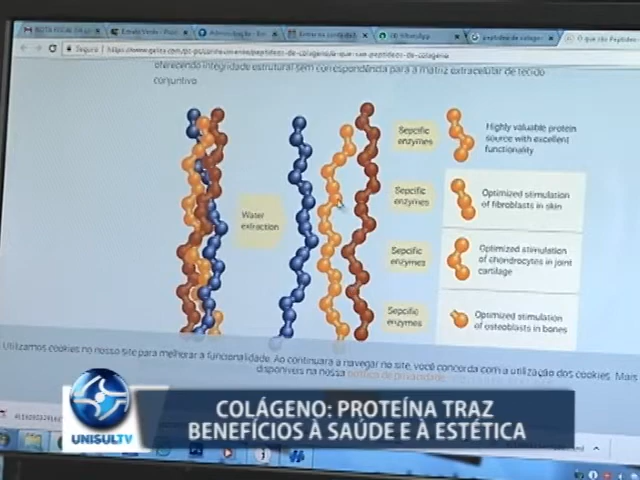 Seguro
oferecendo integridade estrutural sem correspondência para a matriz extracelular de tecido
conjuntivo.
Water
extraction
Sepcific
enzymes
Highly valuable protein
source with excellent
functionality
Sepcific
enzymes
Optimized stimulation
of fibroblasts in skin
Sepcific
enzymes
Optimized stimulation
of chondrocytes in joint
cartilage
Sepcific
enzymes
Optimized stimulation
of osteoblasts in bones
Utilizamos cookies no nosso site para melhorar a funcionalidade. Ao continuar a navegar no site, você concorda com a utilização dos cookies. Mais
disponíveis na nossa política de privacidade
COLÁGENO: PROTEÍNA TRAZ
BENEFÍCIOS À SAÚDE E À ESTÉTICA
UNISULTV